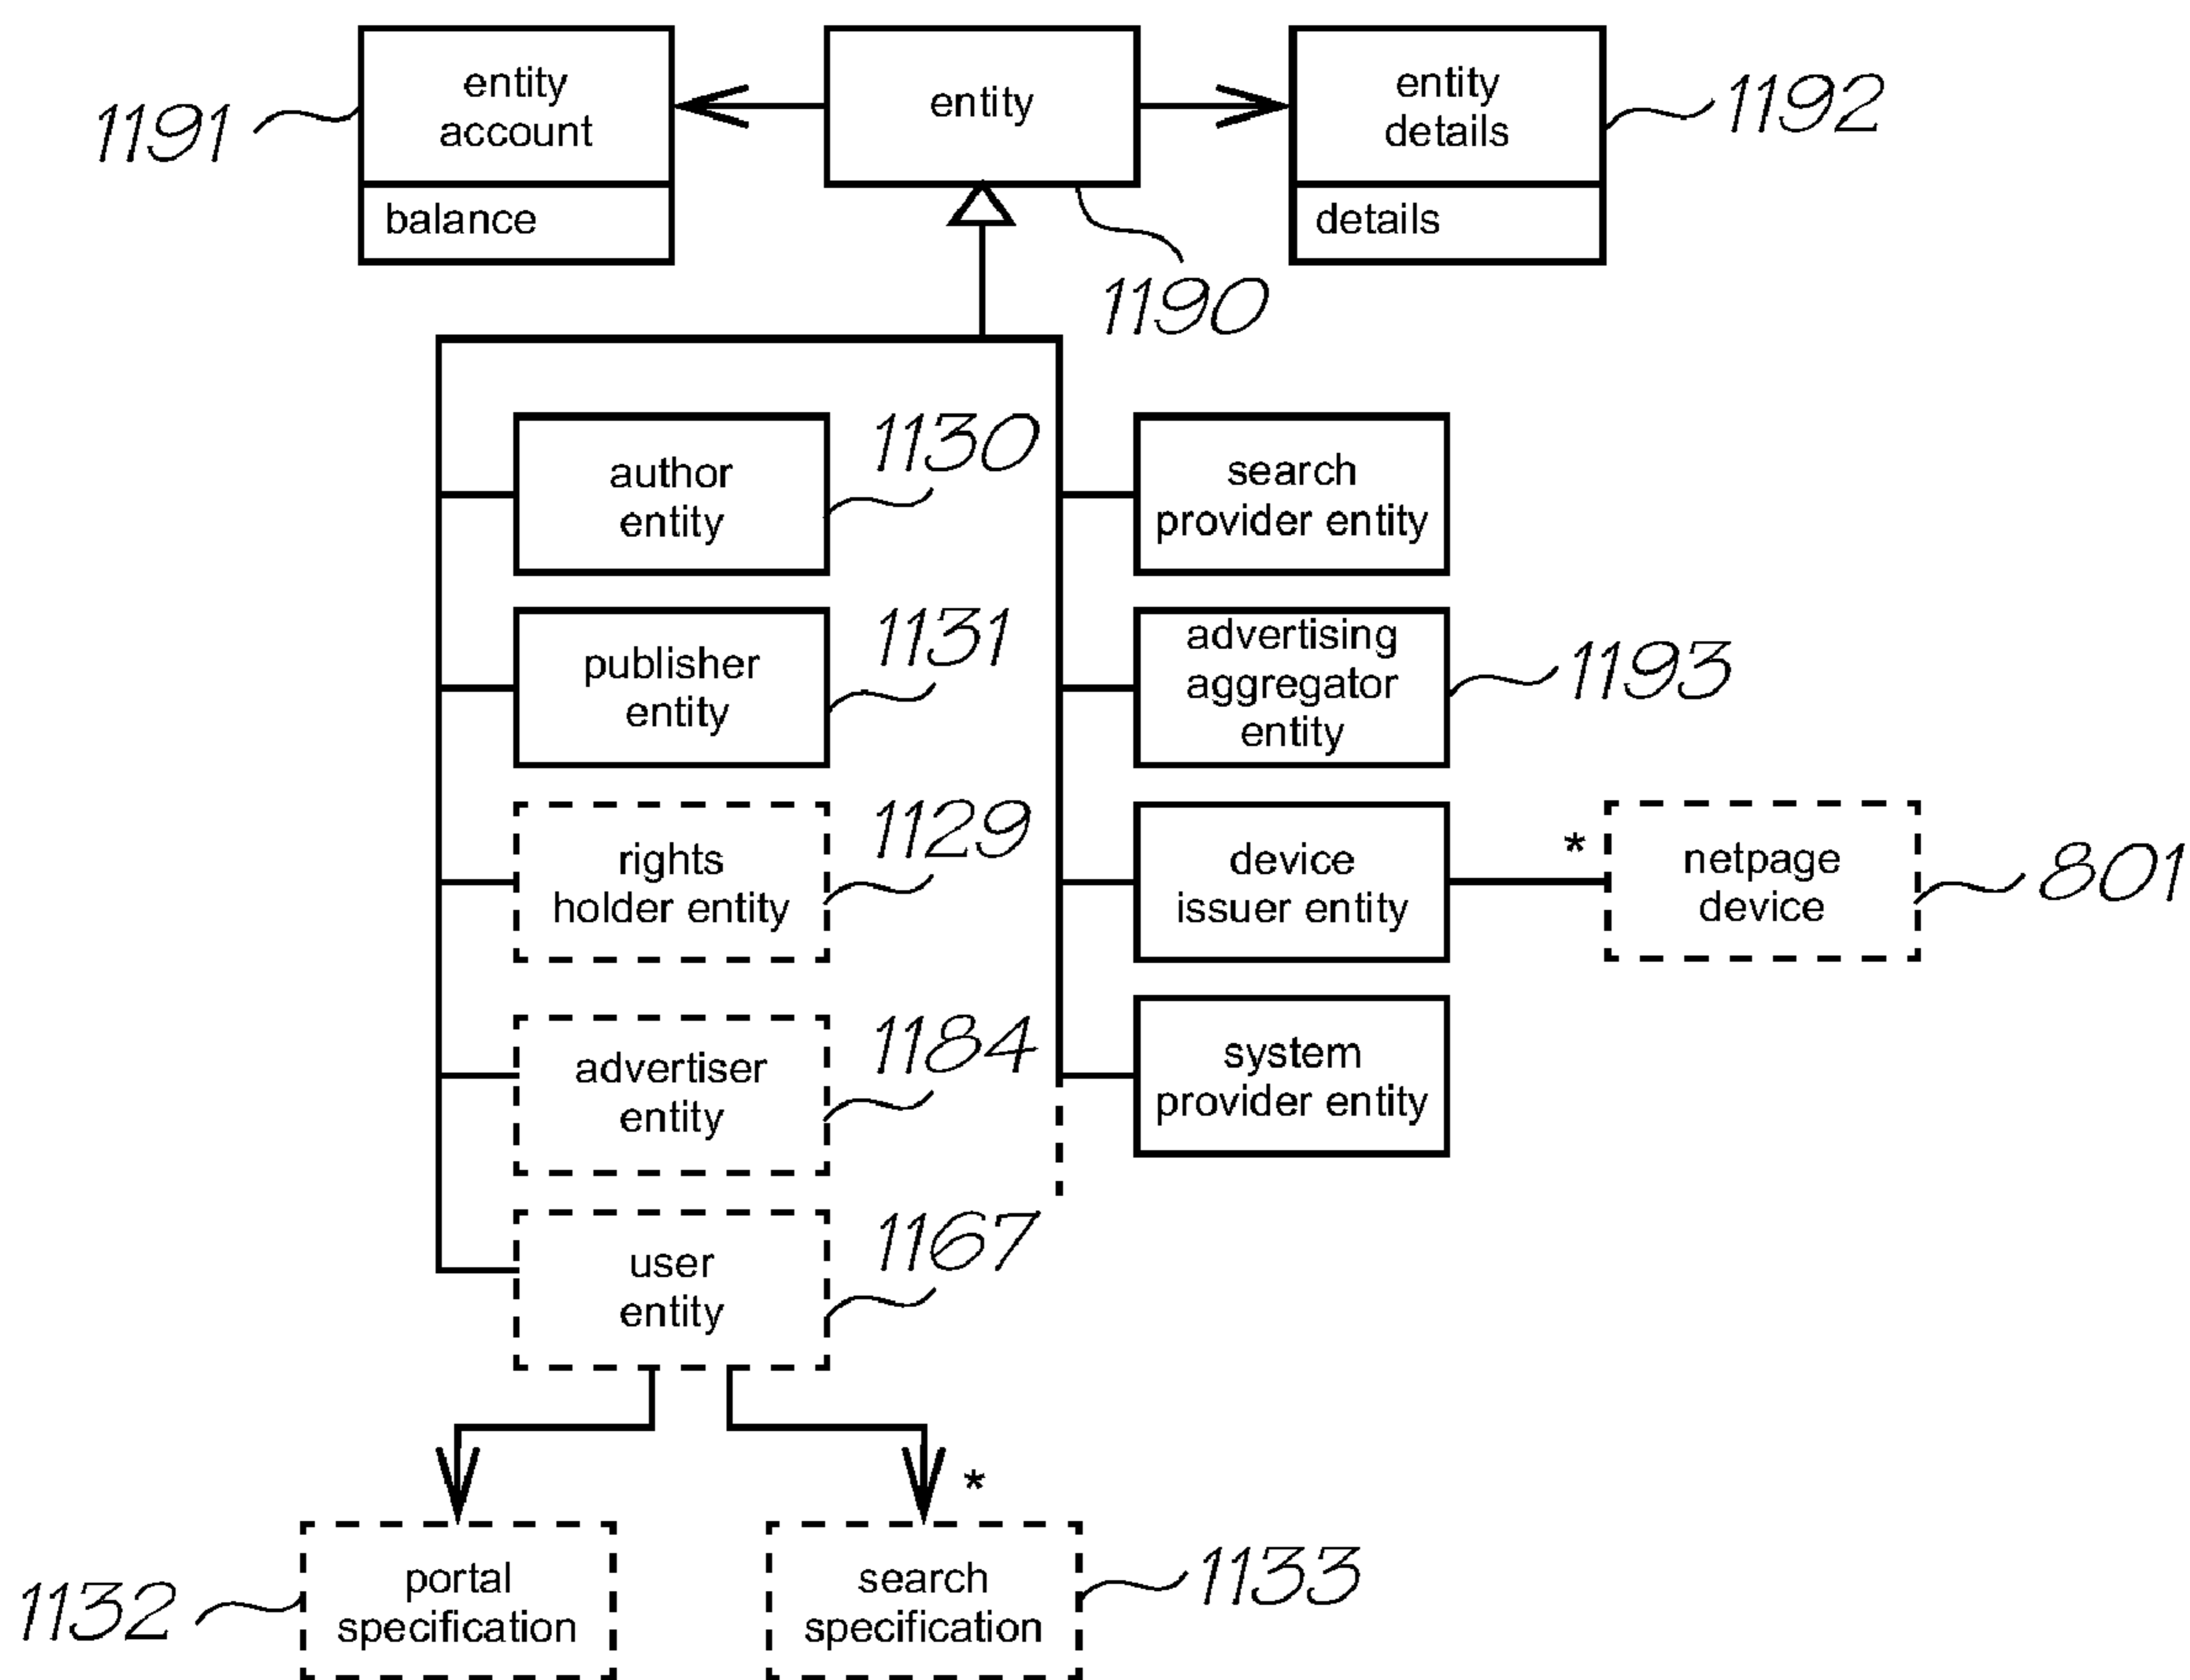 entity
account
balance
1191
entity
1190
entity
details
details
1192
author
entity
1130
search
provider entity
publisher
entity
1131
advertising
aggregator
entity
1193
rights
holder entity
1129
device
issuer entity
*
netpage
device
801
advertiser
entity
1184
system
provider entity
user
entity
1167
*
portal
specification
1132
search
specification
1133